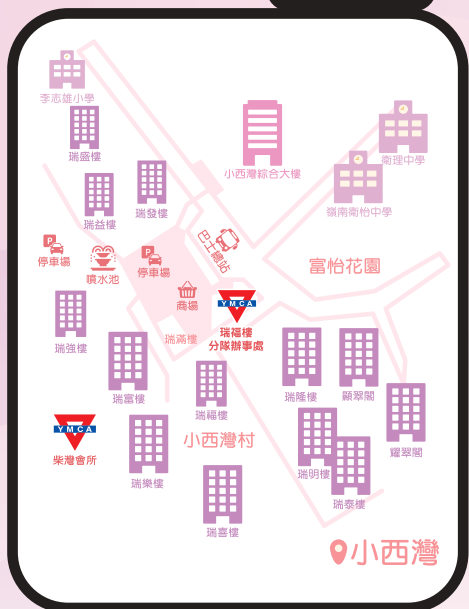 李志雄小學
瑞盛樓
小西灣綜合大樓
衞理中學
嶺南衞怡中學
瑞發樓
瑞益樓
P
停車場
噴水池
P
停車場
巴士總站
富怡花園
商場
YMCA
瑞福樓
分隊辦事處
瑞滿樓
瑞強樓
瑞富樓
瑞福樓
瑞隆樓
顯翠閣
YMCA
柴灣會所
瑞樂樓
小西灣村
耀翠閣
瑞明樓
瑞泰樓
瑞喜樓
小西灣